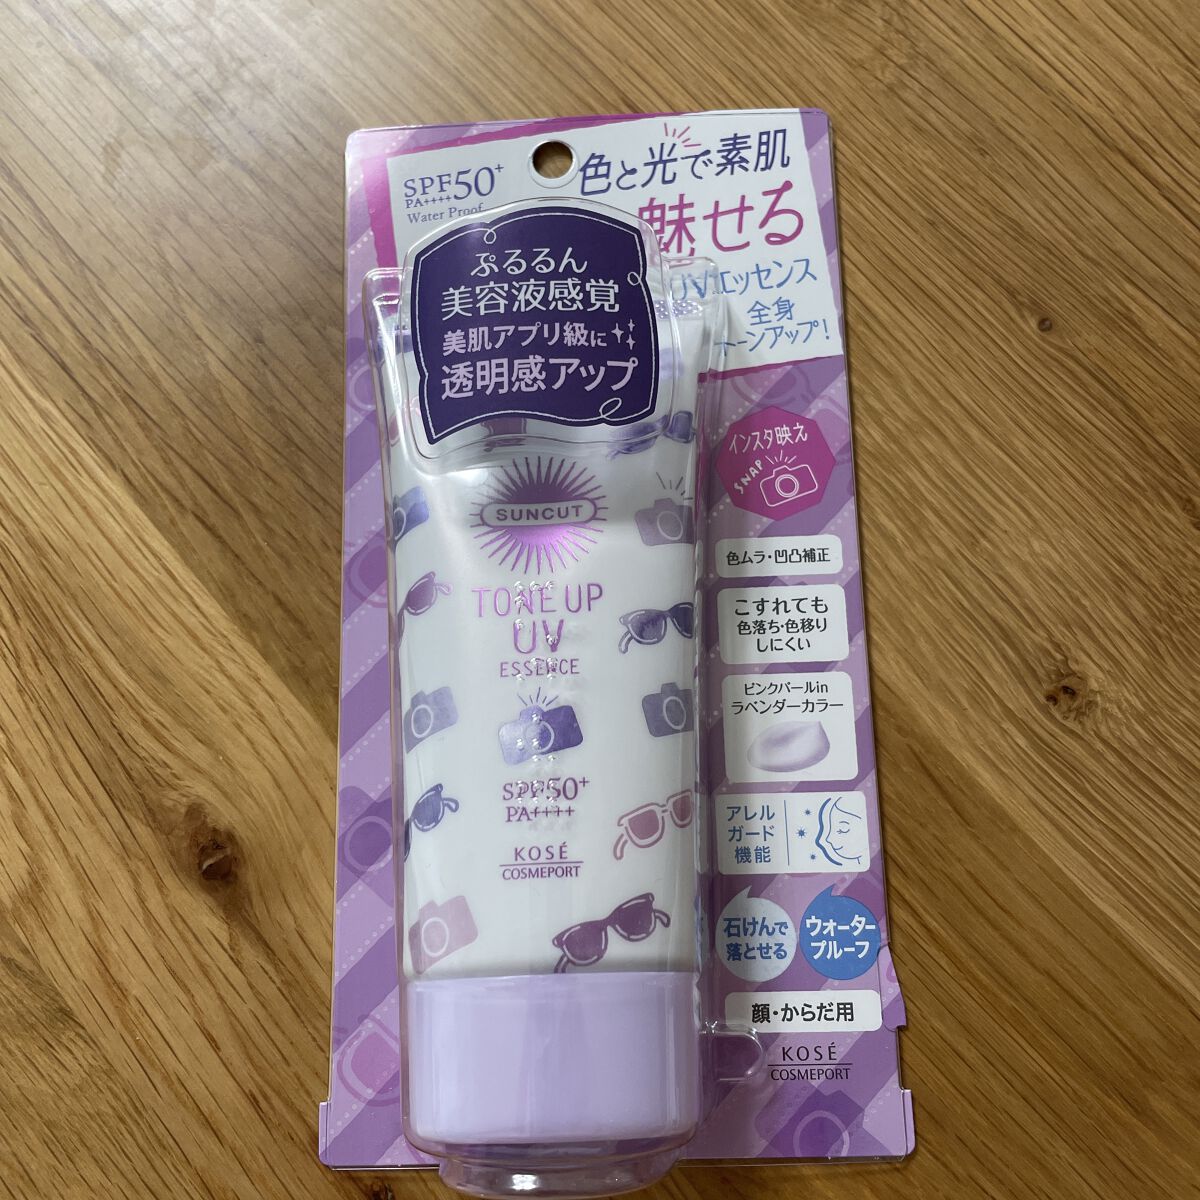 SPF50+
PA++++
Water Proof
色と光で素肌
魅せる
UVエッセンス
全身
トーンアップ!
ぷるるん
美容液感覚
美肌アプリ級に
透明感アップ
インスタ映え
SNAP
SUNCUT
TONE UP
UV
ESSENCE
SPF50+
PA++++
KOSÉ
COSMEPORT
色ムラ・凹凸補正
こすれても
色落ち・色移り
しにくい
ピンクパールin
ラベンダーカラー
アレル
ガード
機能
石けんで
落とせる
ウォーター
プルーフ
顔・からだ用
KOSÉ
COSMEPORT